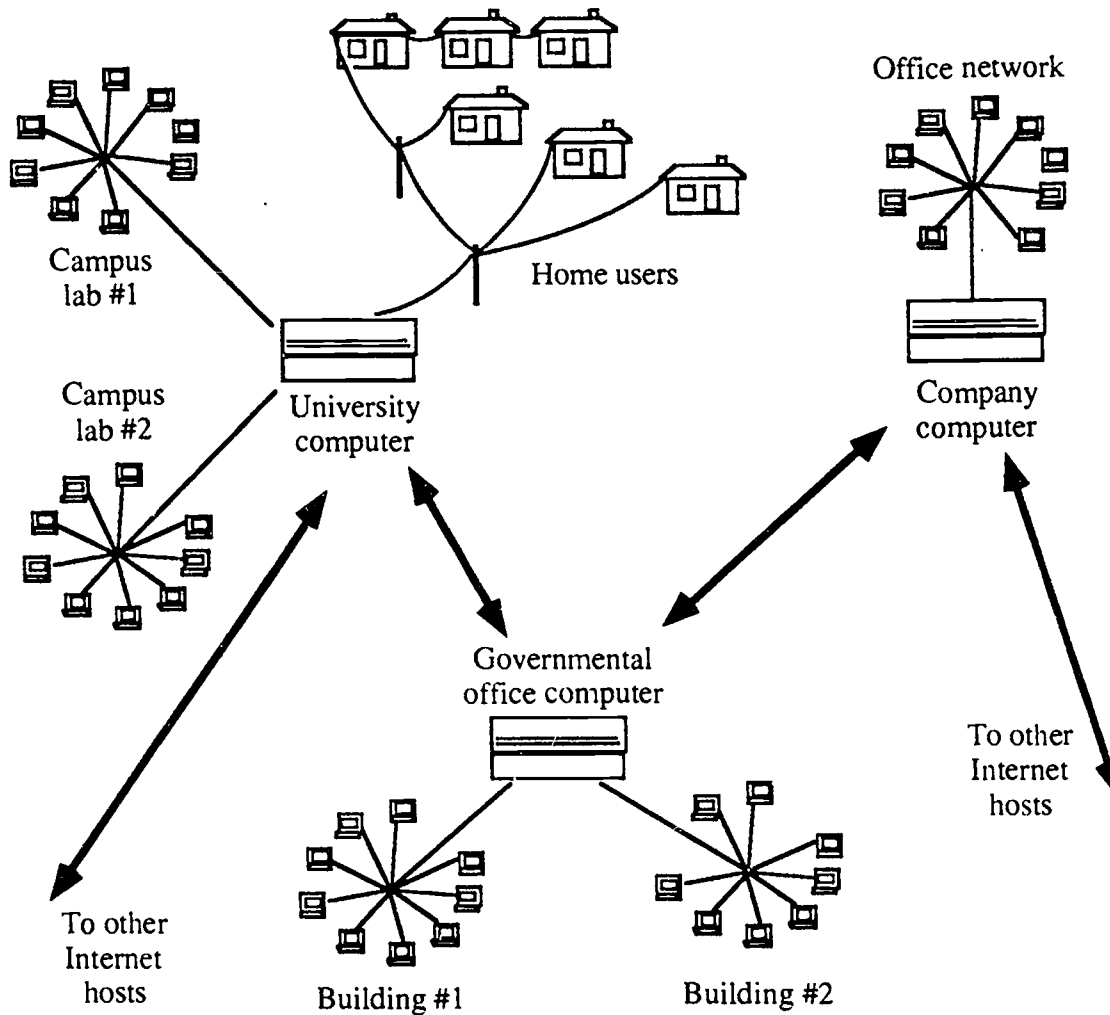 Office network
Campus
lab #1
Home users
Campus
lab #2
University
computer
Company
computer
Governmental
office computer
To other
Internet
hosts
To other
Internet
hosts
Building #1
Building #2